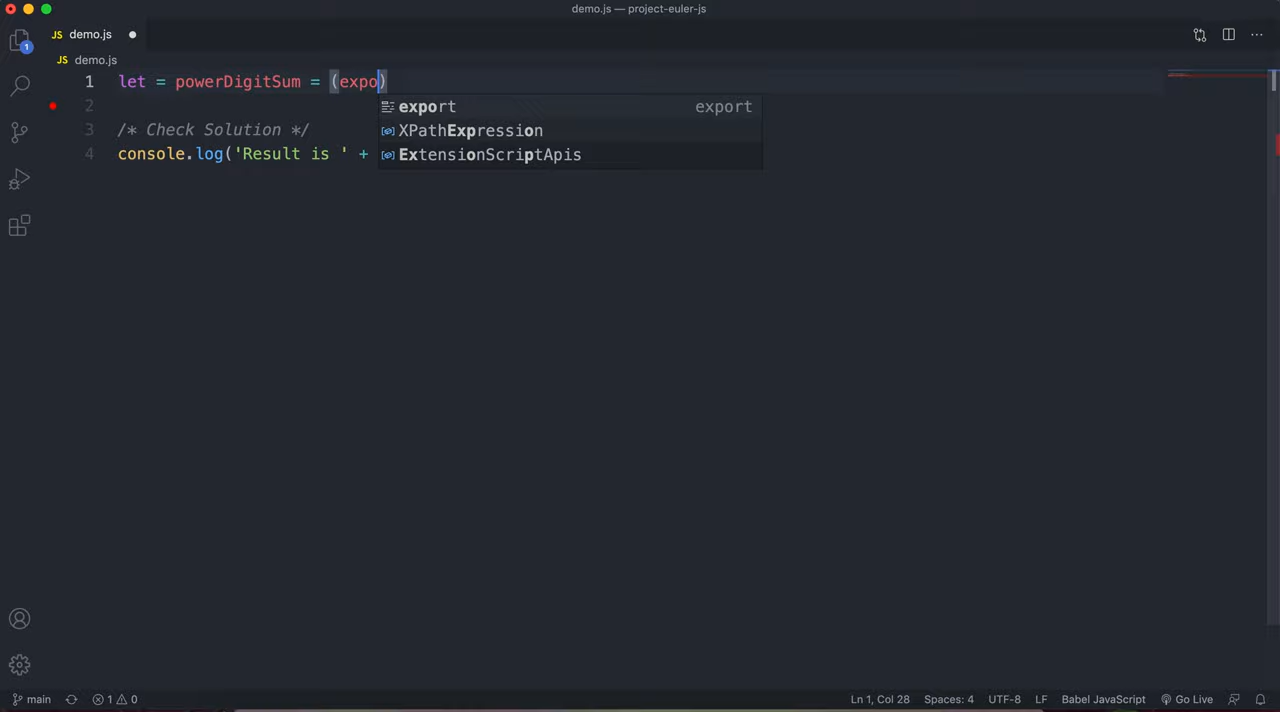 demo.js — project-euler-js
JS demo.js
JS demo.js
1 let = powerDigitSum = (expo)
export export
2
XPathExpression
3 /* Check Solution */
ExtensionScriptApis
4 console.log('Result is ' +
1
main 1 0 Ln 1, Col 28 Spaces: 4 UTF-8 LF Babel JavaScript Go Live